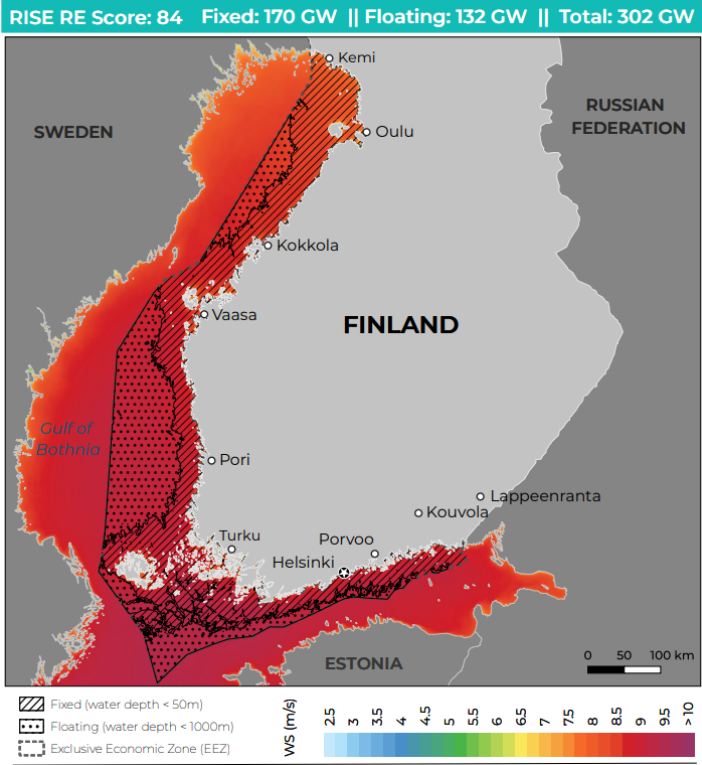 RISE RE Score: 84 Fixed: 170 GW || Floating: 132 GW || Total: 302 GW
Kemi
SWEDEN
RUSSIAN
FEDERATION
Oulu
Kokkola
Vaasa
FINLAND
Gulf of
Bothnia
Pori
Lappeenranta
Kouvola
Turku
Porvoo
Helsinki
ESTONIA
0 50 100 km
Fixed (water depth < 50m)
Floating (water depth < 1000m)
Exclusive Economic Zone (EEZ)
WS (m/s)
2.5 3 3.5 4 4.5 5 5.5 6 6.5 7 7.5 8 8.5 9 9.5 >10